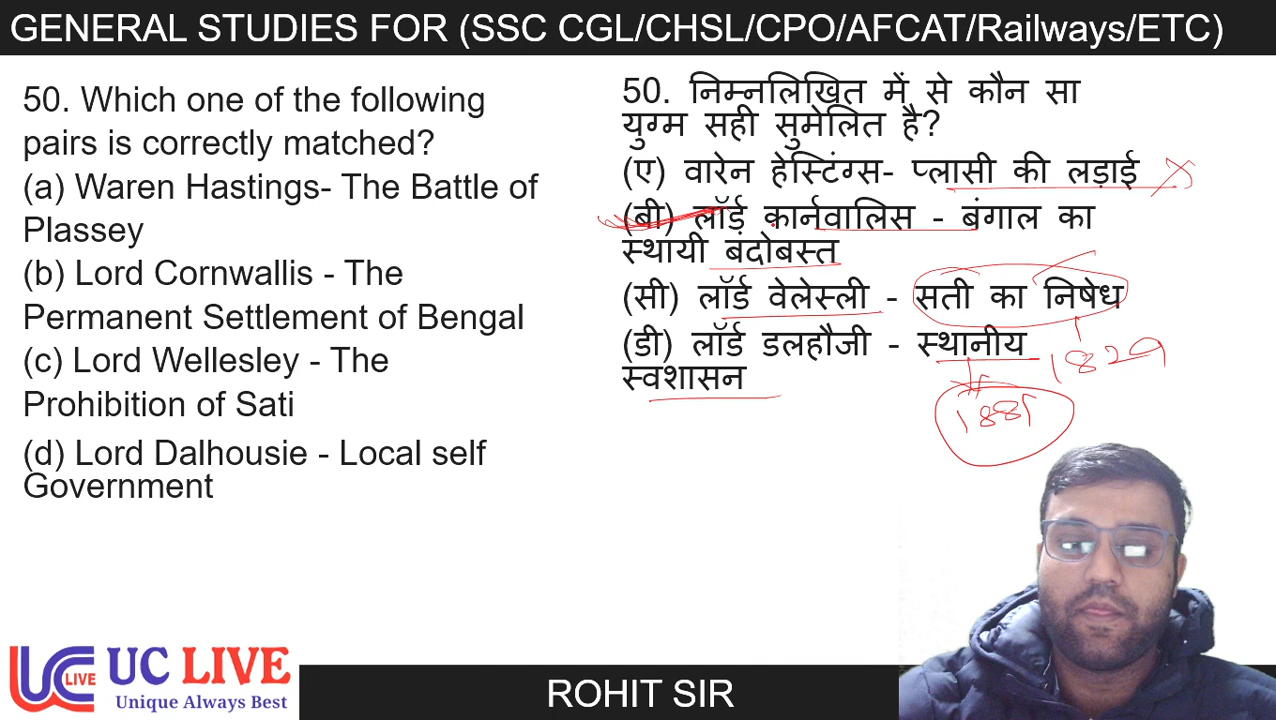 GENERAL STUDIES FOR (SSC CGL/CHSL/CPO/AFCAT/Railways/ETC)
50. Which one of the following
pairs is correctly matched?
(a) Waren Hastings- The Battle of
Plassey
(b) Lord Cornwallis - The
Permanent Settlement of Bengal
(c) Lord Wellesley - The
Prohibition of Sati
(d) Lord Dalhousie - Local self
Government
50. निम्नलिखित में से कौन सा
युग्म सही सुमेलित है?
(ए) वारेन हेस्टिंग्स- प्लासी की लड़ाई
(बी) लॉर्ड कार्नवालिस - बंगाल का
स्थायी बंदोबस्त
(सी) लॉर्ड वेलेस्ली - सती का निषेध
(डी) लॉर्ड डलहौजी - स्थानीय
स्वशासन
1829
LIVE
UC LIVE
Unique Always Best
ROHIT SIR